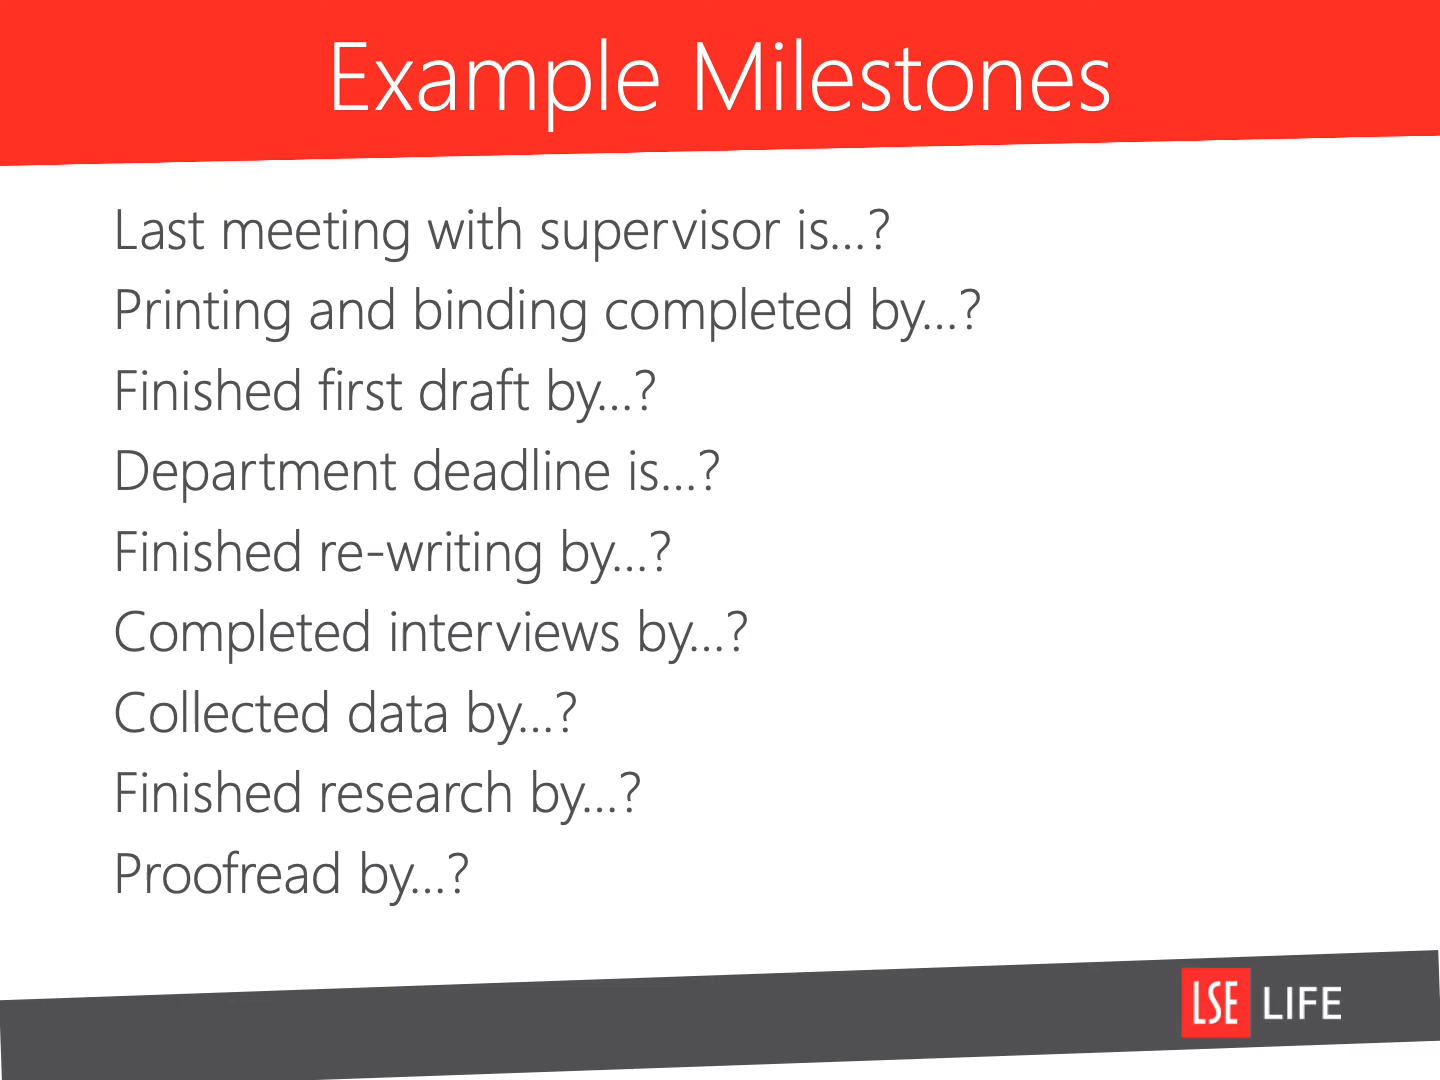 Example Milestones
Last meeting with supervisor is...?
Printing and binding completed by...?
Finished first draft by...?
Department deadline is...?
Finished re-writing by...?
Completed interviews by...?
Collected data by...?
Finished research by...?
Proofread by...?
LSE LIFE